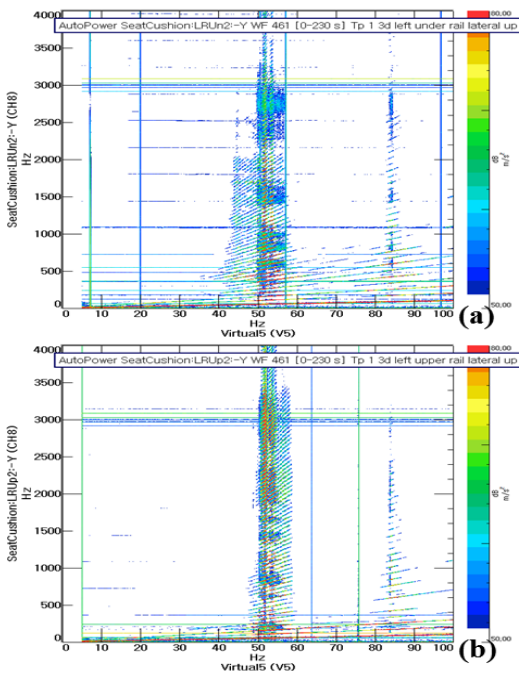 AutoPower SeatCushion:LRUn2:-Y WF 461 [0-230 s] Tp 1 3d left under rail lateral up
4000
3500
3000
2500
2000
1500
1000
500
0
SeatCushion:LRUn2:-Y (CH8)
Hz
0 10 20 30 40 50 60 70 80 90 100
Hz
Virtual5 (V5)
80.00
dB
m/s²
50.00
(a)
AutoPower SeatCushion:LRUp2:-Y WF 461 [0-230 s] Tp 1 3d left upper rail lateral up
4000
3500
3000
2500
2000
1500
1000
500
0
SeatCushion:LRUp2:-Y (CH8)
Hz
0 10 20 30 40 50 60 70 80 90 100
Hz
Virtual5 (V5)
80.00
dB
m/s²
50.00
(b)